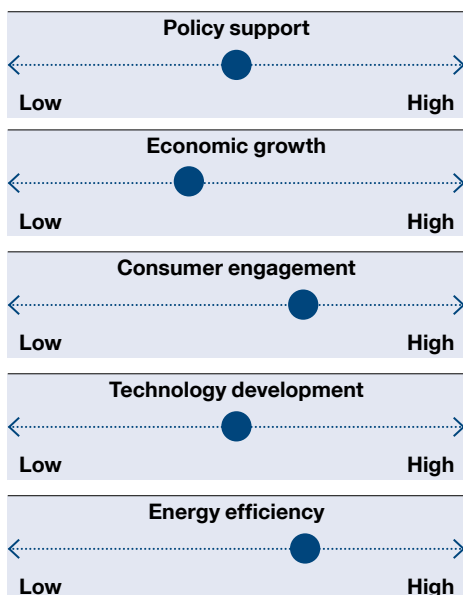 Policy support
Low High
Economic growth
Low High
Consumer engagement
Low High
Technology development
Low High
Energy efficiency
Low High